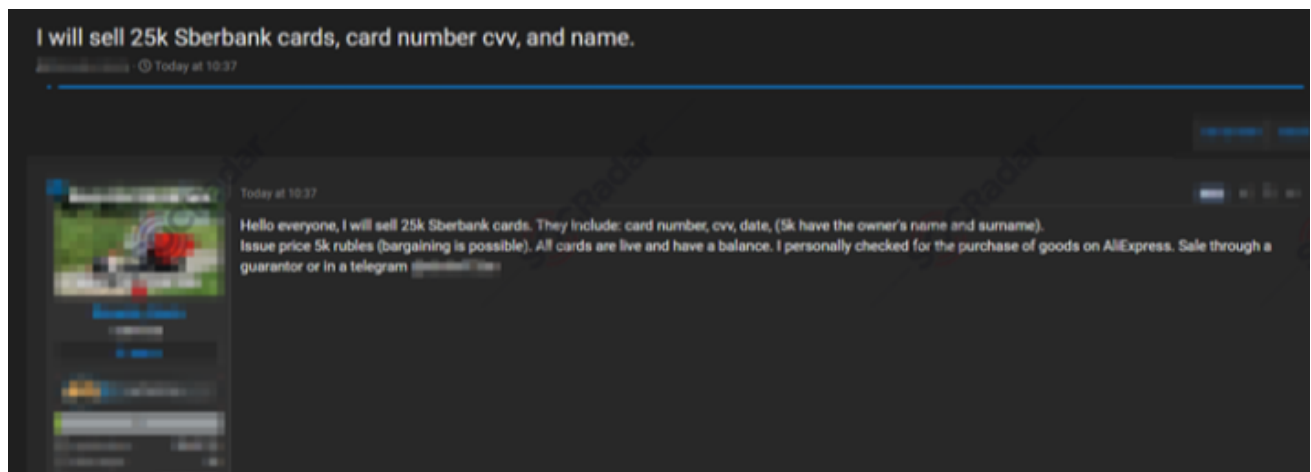 I will sell 25k Sberbank cards, card number cvv, and name.
Today at 10:37
Today at 10:37
Hello everyone, I will sell 25k Sberbank cards. They include: card number, cvv, date, (5k have the owner's name and surname).
Issue price 5k rubles (bargaining is possible). All cards are live and have a balance. I personally checked for the purchase of goods on AliExpress. Sale through a
guarantor or in a telegram
SOCRadar
SOCRadar
SOCRadar